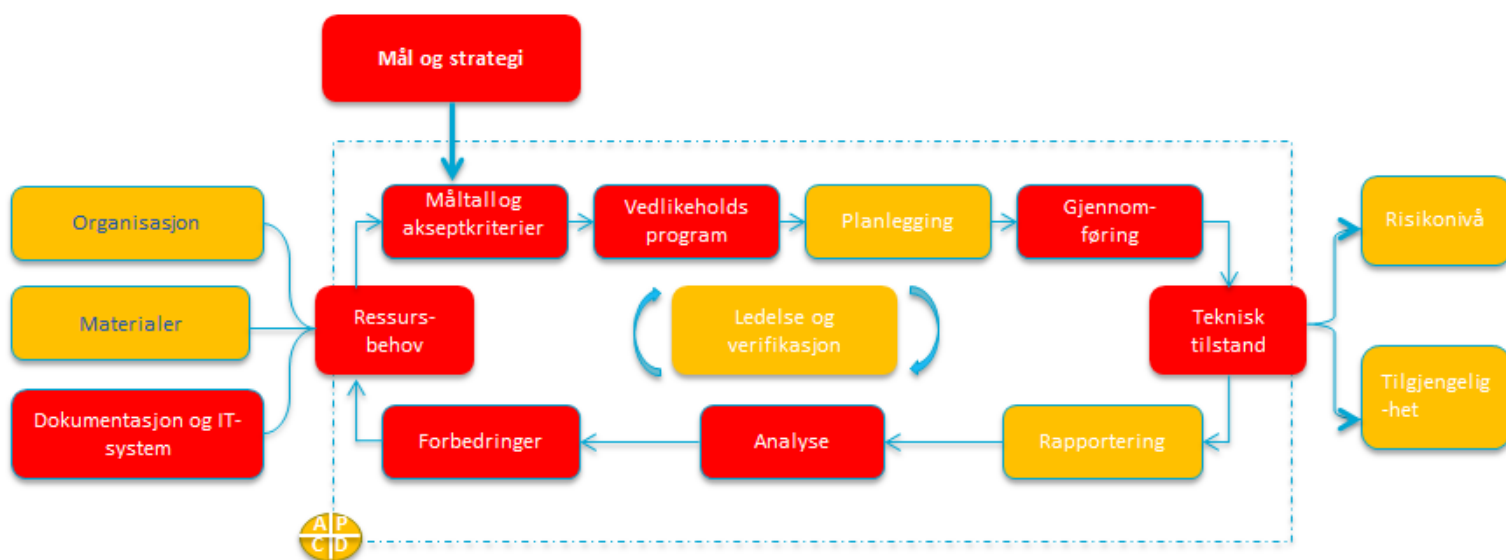 Mål og strategi
Måltall og
akseptkriterier
Vedlikeholds
program
Planlegging
Gjennom-
føring
Organisasjon
Materialer
Dokumentasjon og IT-
system
Ressurs-
behov
Ledelse og
verifikasjon
Teknisk
tilstand
Risikonivå
Tilgjengelig
-het
Forbedringer
Analyse
Rapportering
A P
C D